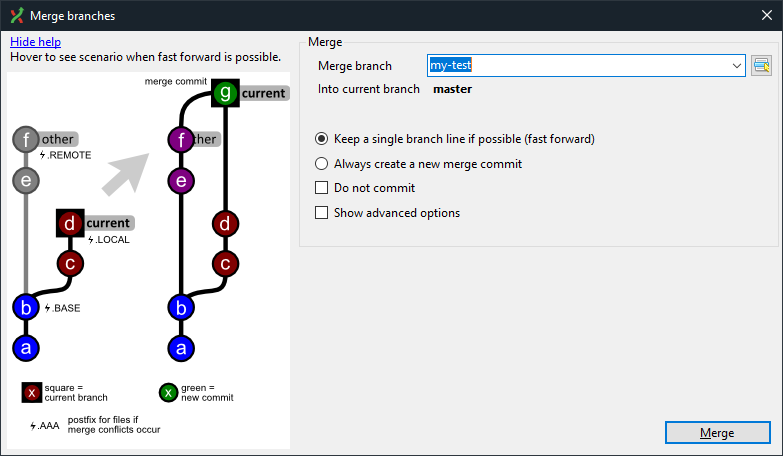 Merge branches
Hide help
Hover to see scenario when fast forward is possible.
merge commit
g current
f other
.REMOTE
f ther
e
e
d current
.LOCAL
d
c
c
b
.BASE
b
a
a
x square =
current branch
x green =
new commit
.AAA postfix for files if
merge conflicts occur
Merge
Merge branch my-test
Into current branch master
Keep a single branch line if possible (fast forward)
Always create a new merge commit
Do not commit
Show advanced options
Merge